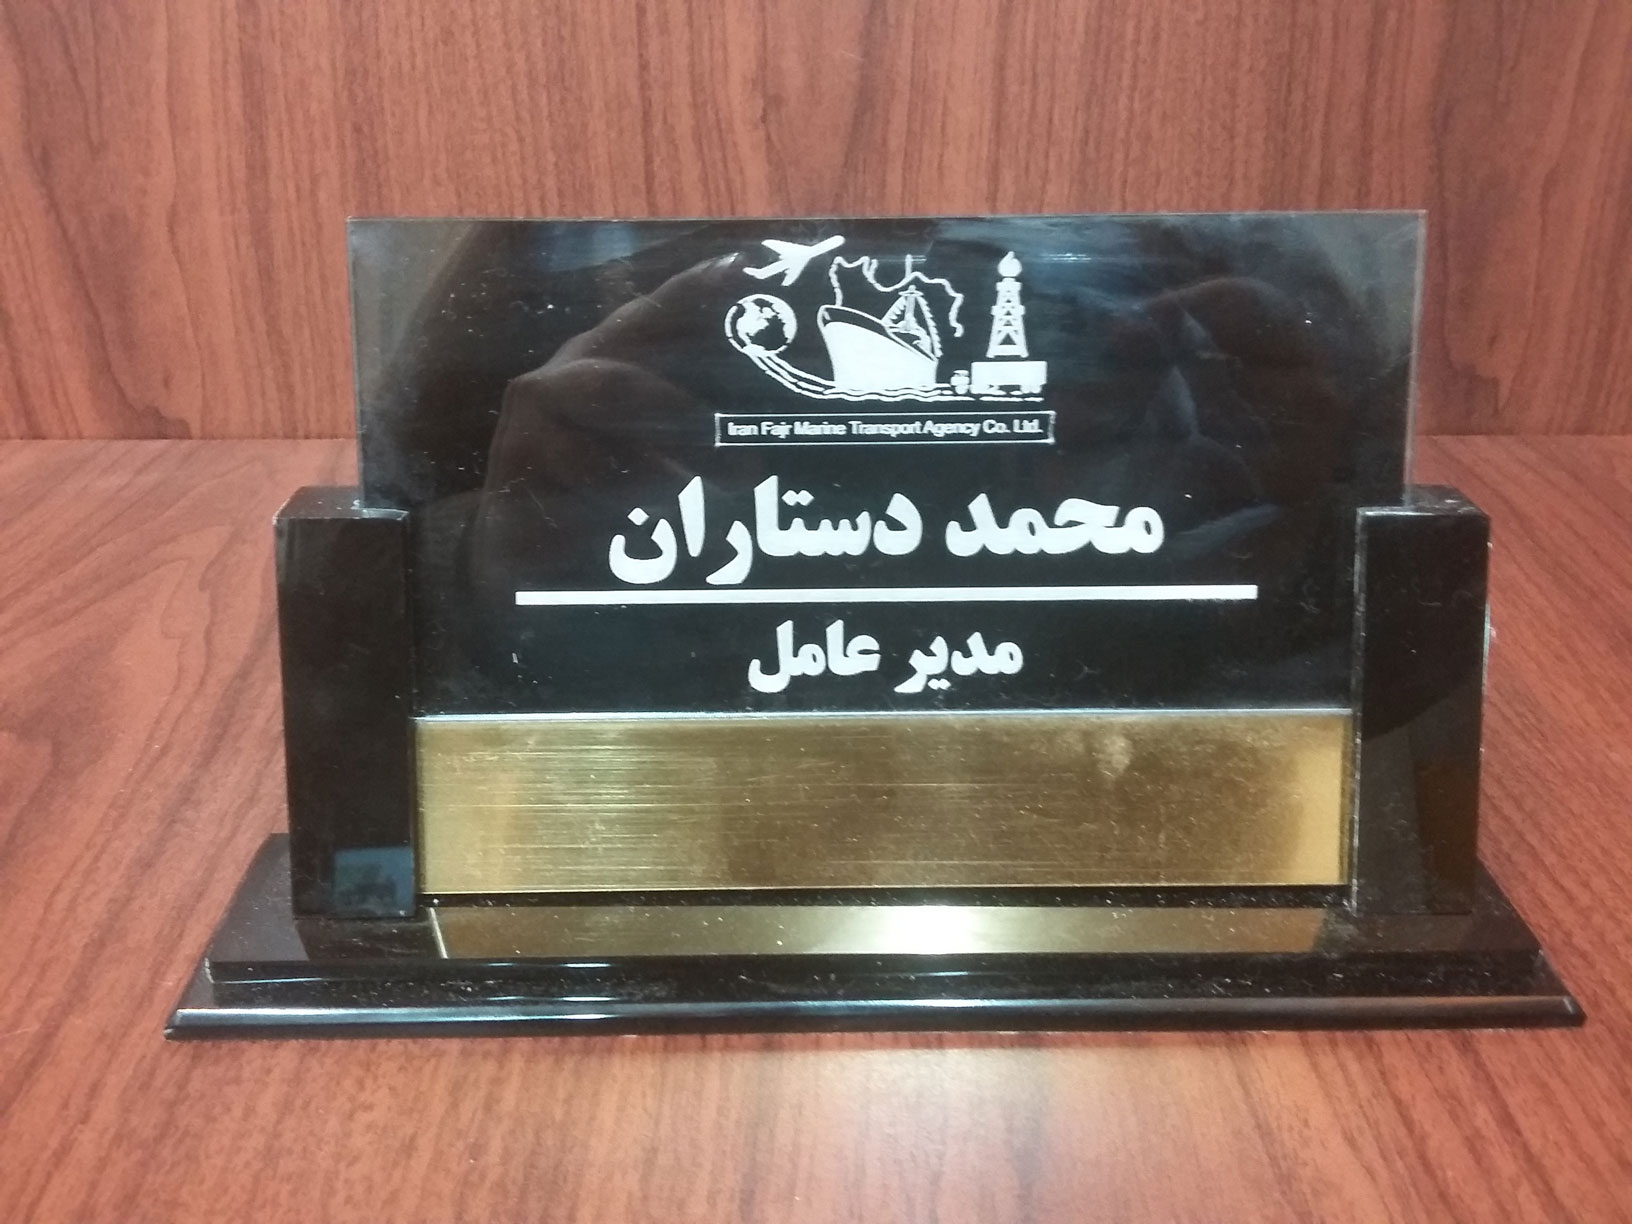 Iran Fajr Marine Transport Agency Co. Ltd.
محمد دستاران
مدیر عامل